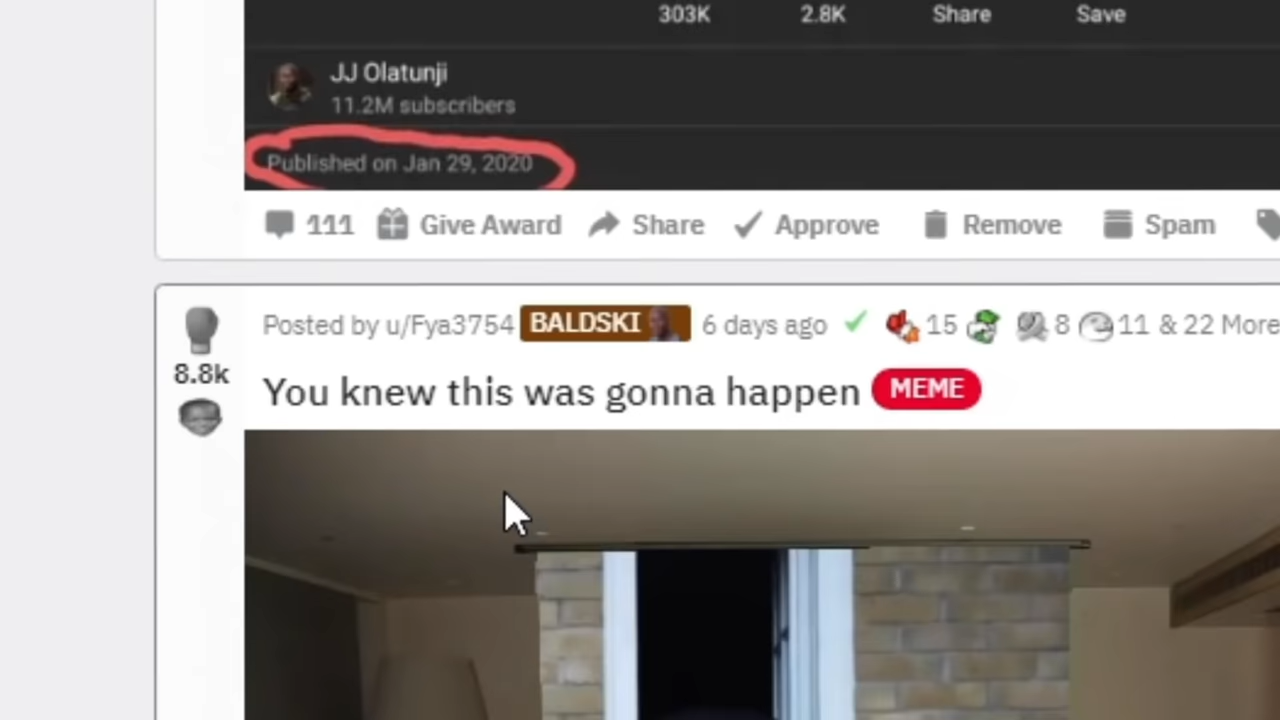 303K 2.8K Share Save
JJ Olatunji
11.2M subscribers
Published on Jan 29, 2020
111 Give Award Share Approve Remove Spam
Posted by u/Fya3754 BALDSKI 6 days ago 15 8 11 & 22 More
8.8k
You knew this was gonna happen MEME